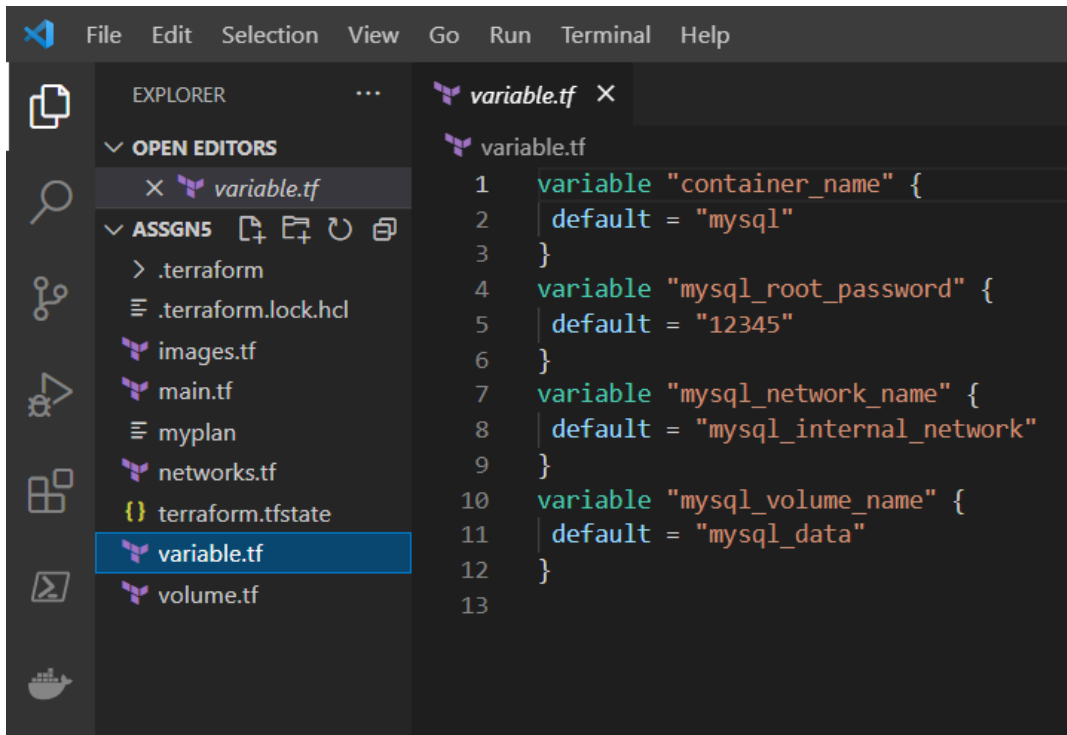 File Edit Selection View Go Run Terminal Help
EXPLORER ...
OPEN EDITORS
variable.tf
ASSGN5
.terraform
.terraform.lock.hcl
images.tf
main.tf
myplan
networks.tf
{} terraform.tfstate
variable.tf
volume.tf
variable.tf
variable.tf
1 variable "container_name" {
2 default = "mysql"
3 }
4 variable "mysql_root_password" {
5 default = "12345"
6 }
7 variable "mysql_network_name" {
8 default = "mysql_internal_network"
9 }
10 variable "mysql_volume_name" {
11 default = "mysql_data"
12 }
13